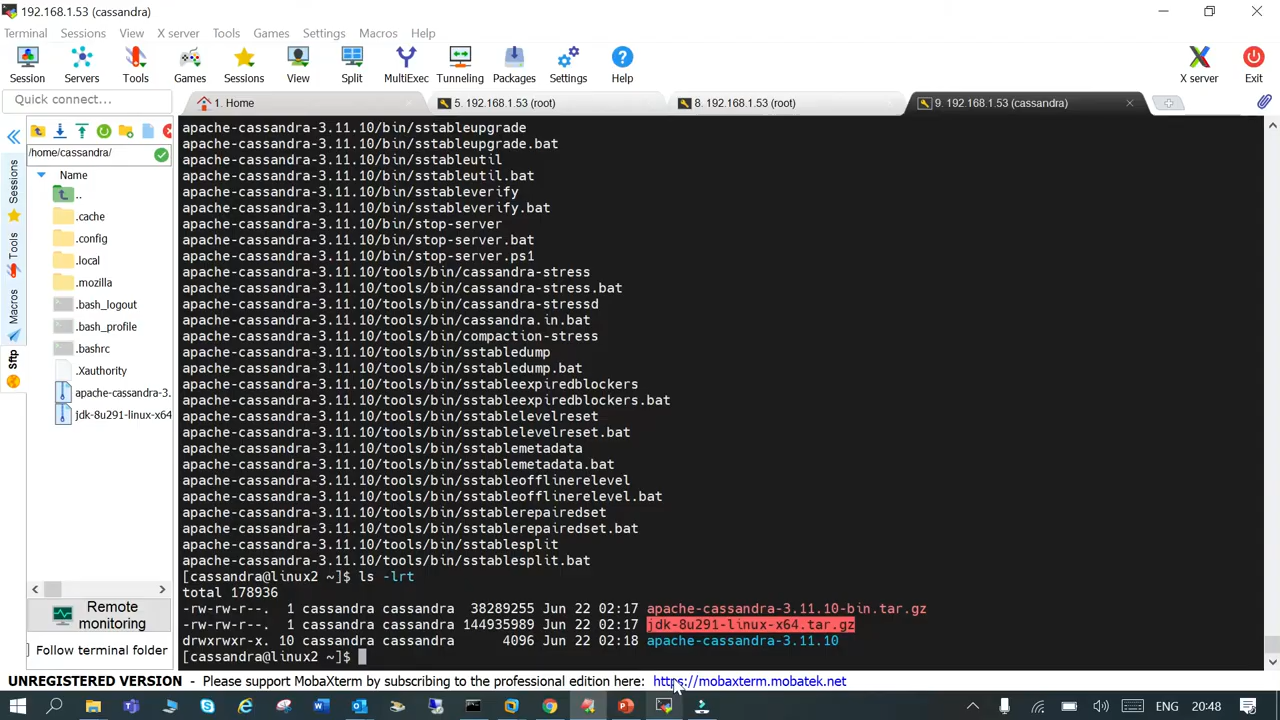 192.168.1.53 (cassandra)
Terminal Sessions View X server Tools Games Settings Macros Help
Session Servers Tools Games Sessions View Split MultiExec Tunneling Packages Settings Help X server Exit
Quick connect...
1. Home
5. 192.168.1.53 (root)
8. 192.168.1.53 (root)
9. 192.168.1.53 (cassandra)
Sessions
Tools
Macros
Sftp
/home/cassandra/
Name
..
.cache
.config
.local
.mozilla
.bash_logout
.bash_profile
.bashrc
.Xauthority
apache-cassandra-3.
jdk-8u291-linux-x64
Remote
monitoring
Follow terminal folder
apache-cassandra-3.11.10/bin/sstableupgrade
apache-cassandra-3.11.10/bin/sstableupgrade.bat
apache-cassandra-3.11.10/bin/sstableutil
apache-cassandra-3.11.10/bin/sstableutil.bat
apache-cassandra-3.11.10/bin/sstableverify
apache-cassandra-3.11.10/bin/sstableverify.bat
apache-cassandra-3.11.10/bin/stop-server
apache-cassandra-3.11.10/bin/stop-server.bat
apache-cassandra-3.11.10/bin/stop-server.ps1
apache-cassandra-3.11.10/tools/bin/cassandra-stress
apache-cassandra-3.11.10/tools/bin/cassandra-stress.bat
apache-cassandra-3.11.10/tools/bin/cassandra-stressd
apache-cassandra-3.11.10/tools/bin/cassandra.in.bat
apache-cassandra-3.11.10/tools/bin/compaction-stress
apache-cassandra-3.11.10/tools/bin/sstabledump
apache-cassandra-3.11.10/tools/bin/sstabledump.bat
apache-cassandra-3.11.10/tools/bin/sstableexpiredblockers
apache-cassandra-3.11.10/tools/bin/sstableexpiredblockers.bat
apache-cassandra-3.11.10/tools/bin/sstablelevelreset
apache-cassandra-3.11.10/tools/bin/sstablelevelreset.bat
apache-cassandra-3.11.10/tools/bin/sstablemetadata
apache-cassandra-3.11.10/tools/bin/sstablemetadata.bat
apache-cassandra-3.11.10/tools/bin/sstableofflinerelevel
apache-cassandra-3.11.10/tools/bin/sstableofflinerelevel.bat
apache-cassandra-3.11.10/tools/bin/sstablerepairedset
apache-cassandra-3.11.10/tools/bin/sstablerepairedset.bat
apache-cassandra-3.11.10/tools/bin/sstablesplit
apache-cassandra-3.11.10/tools/bin/sstablesplit.bat
[cassandra@linux2 ~]$ ls -lrt
total 178936
-rw-rw-r--. 1 cassandra cassandra 38289255 Jun 22 02:17 apache-cassandra-3.11.10-bin.tar.gz
-rw-rw-r--. 1 cassandra cassandra 144935989 Jun 22 02:17 jdk-8u291-linux-x64.tar.gz
drwxrwxr-x. 10 cassandra cassandra 4096 Jun 22 02:18 apache-cassandra-3.11.10
[cassandra@linux2 ~]$
UNREGISTERED VERSION - Please support MobaXterm by subscribing to the professional edition here: https://mobaxterm.mobatek.net
ENG 20:48